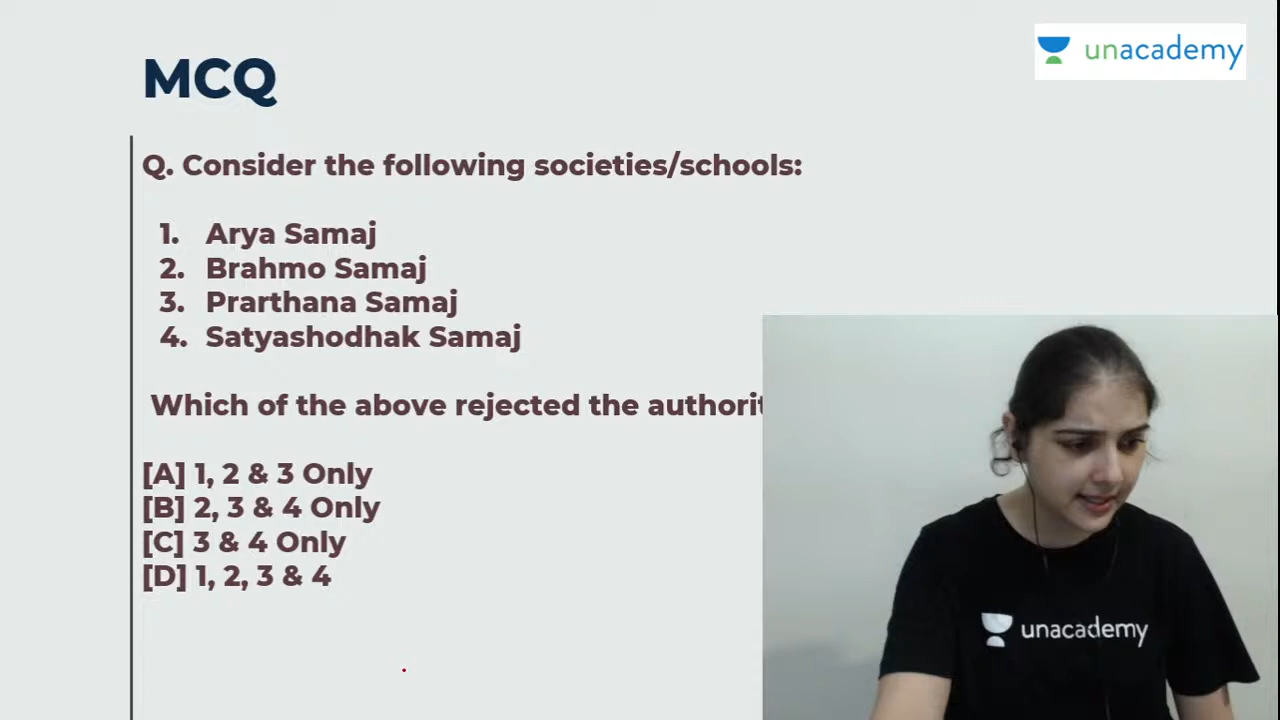 unacademy
MCQ
Q. Consider the following societies/schools:
1. Arya Samaj
2. Brahmo Samaj
3. Prarthana Samaj
4. Satyashodhak Samaj
Which of the above rejected the
[A] 1, 2 & 3 Only
[B] 2, 3 & 4 Only
[C] 3 & 4 Only
[D] 1, 2, 3 & 4
unacademy